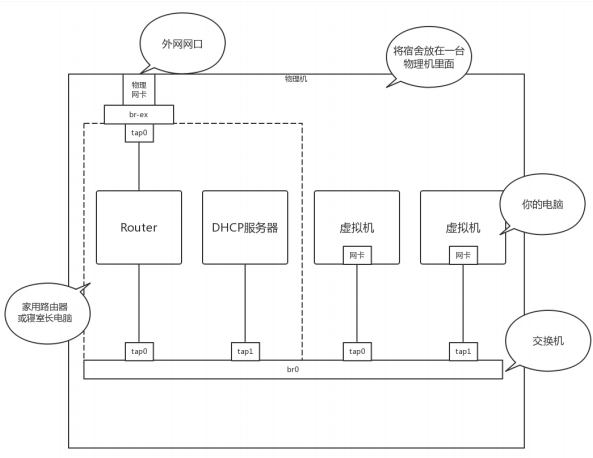 外网网口
将宿舍放在一台
物理机里面
物理机
物理
网卡
br-ex
tap0
Router
DHCP服务器
虚拟机
网卡
虚拟机
网卡
你的电脑
家用路由器
或寝室长电脑
tap0
tap1
tap0
tap1
交换机
br0